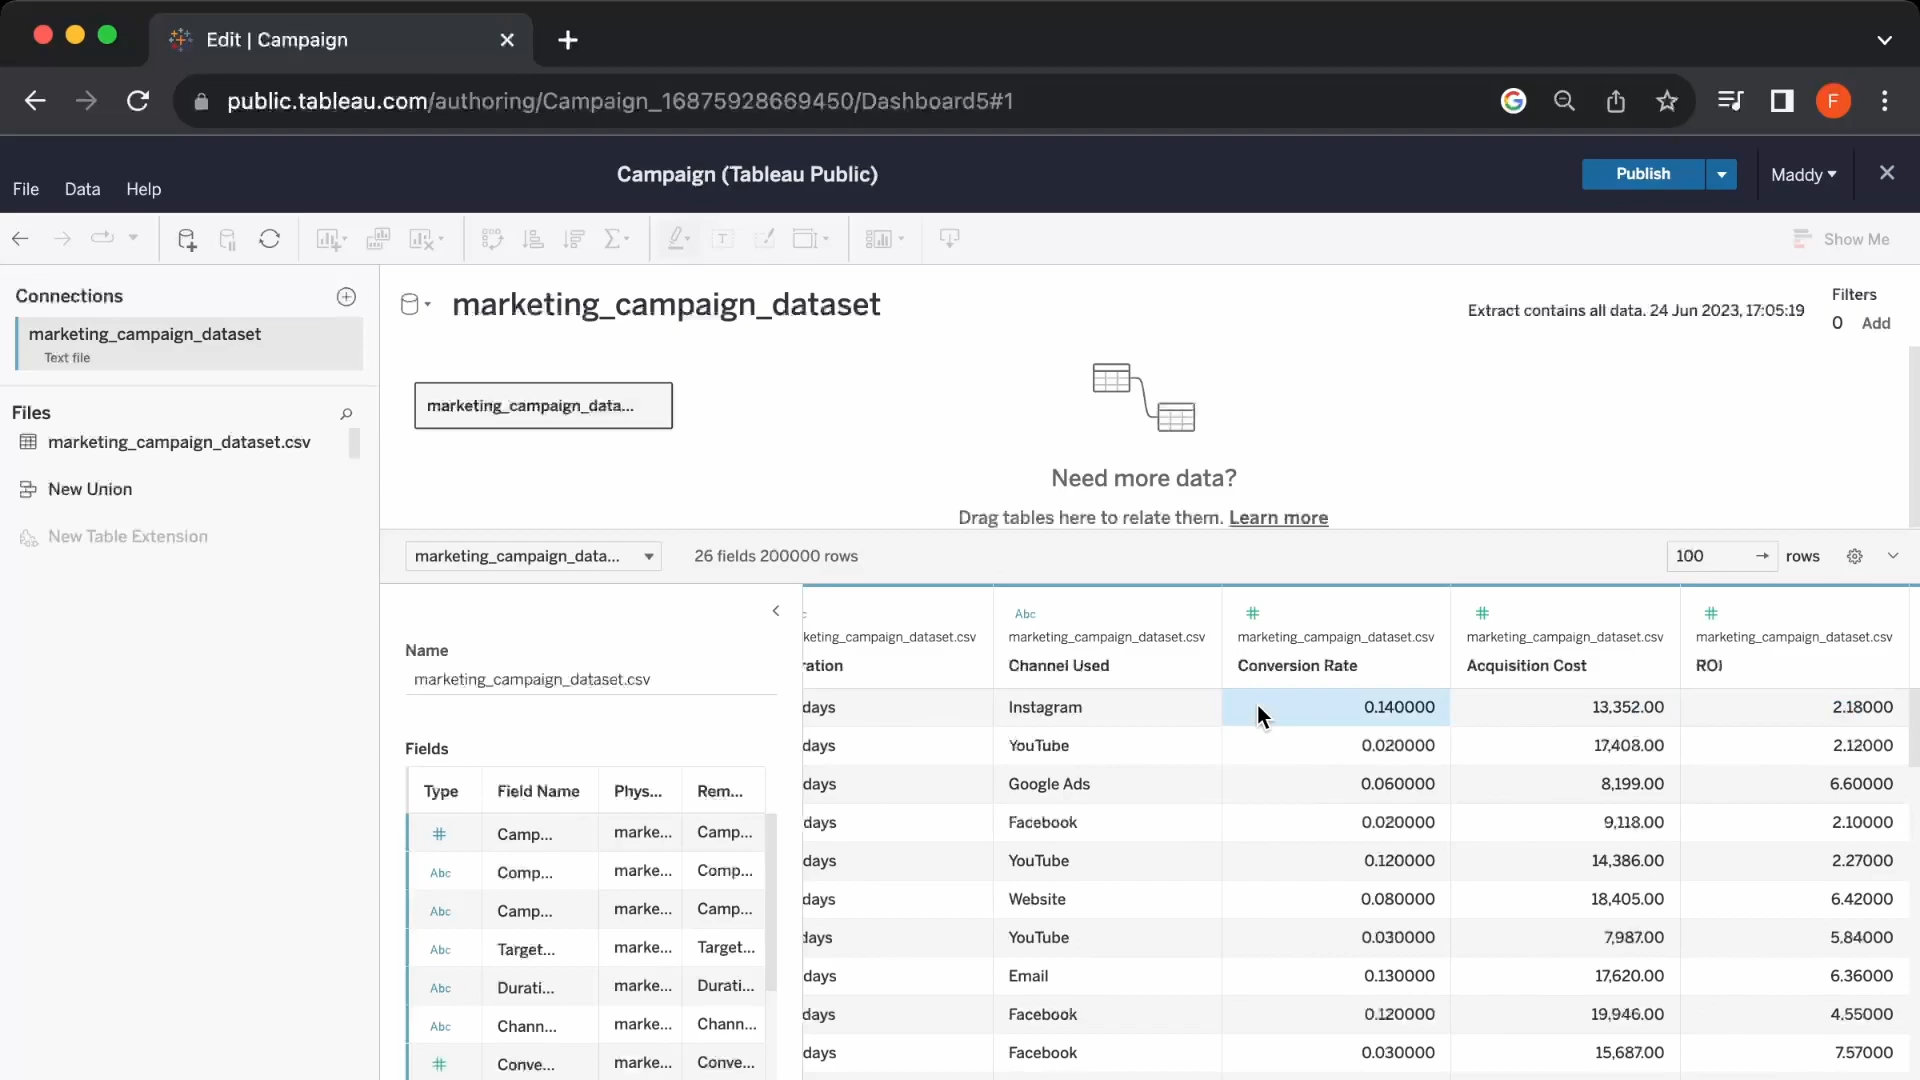 Edit | Campaign
public.tableau.com/authoring/Campaign_16875928669450/Dashboard5#1
F
File Data Help
Campaign (Tableau Public)
Publish
Maddy
Show Me
Connections
marketing_campaign_dataset
Text file
Files
marketing_campaign_dataset.csv
New Union
New Table Extension
marketing_campaign_dataset
Extract contains all data. 24 Jun 2023, 17:05:19
Filters
0 Add
marketing_campaign_data...
Need more data?
Drag tables here to relate them. Learn more
marketing_campaign_data... 26 fields 200000 rows 100 rows
Name
marketing_campaign_dataset.csv
Fields
Type Field Name Phys... Rem...
# Camp... marke... Camp...
Abc Comp... marke... Comp...
Abc Camp... marke... Camp...
Abc Target... marke... Target...
Abc Durati... marke... Durati...
Abc Chann... marke... Chann...
# Conve... marke... Conve...
c Abc # # #
keting_campaign_dataset.csv marketing_campaign_dataset.csv marketing_campaign_dataset.csv marketing_campaign_dataset.csv marketing_campaign_dataset.csv
ration Channel Used Conversion Rate Acquisition Cost ROI
days Instagram 0.140000 13,352.00 2.18000
days YouTube 0.020000 17,408.00 2.12000
days Google Ads 0.060000 8,199.00 6.60000
days Facebook 0.020000 9,118.00 2.10000
days YouTube 0.120000 14,386.00 2.27000
days Website 0.080000 18,405.00 6.42000
days YouTube 0.030000 7,987.00 5.84000
days Email 0.130000 17,620.00 6.36000
days Facebook 0.120000 19,946.00 4.55000
days Facebook 0.030000 15,687.00 7.57000